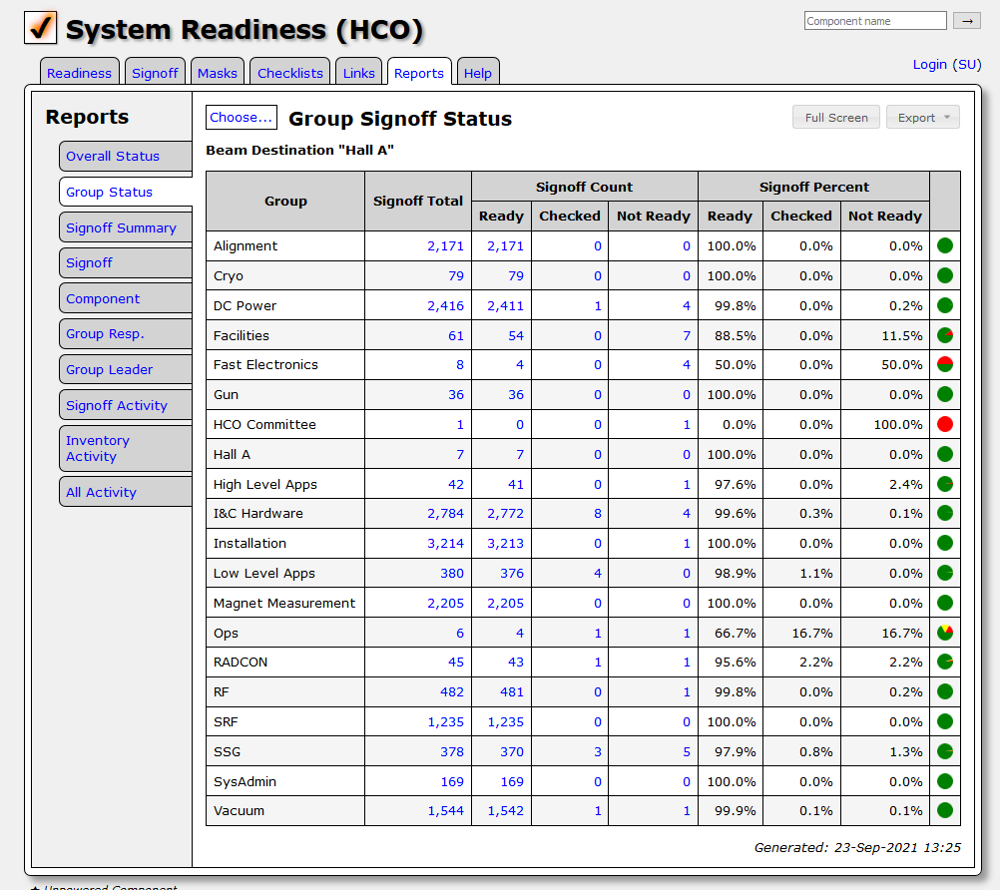 ✔ System Readiness (HCO)
Component name →
Login (SU)
Readiness Signoff Masks Checklists Links Reports Help
Reports
Overall Status
Group Status
Signoff Summary
Signoff
Component
Group Resp.
Group Leader
Signoff Activity
Inventory
Activity
All Activity
Choose... Group Signoff Status
Full Screen Export
Beam Destination "Hall A"
Group Signoff Total Signoff Count Signoff Percent
Ready Checked Not Ready Ready Checked Not Ready
Alignment 2,171 2,171 0 0 100.0% 0.0% 0.0%
Cryo 79 79 0 0 100.0% 0.0% 0.0%
DC Power 2,416 2,411 1 4 99.8% 0.0% 0.2%
Facilities 61 54 0 7 88.5% 0.0% 11.5%
Fast Electronics 8 4 0 4 50.0% 0.0% 50.0%
Gun 36 36 0 0 100.0% 0.0% 0.0%
HCO Committee 1 0 0 1 0.0% 0.0% 100.0%
Hall A 7 7 0 0 100.0% 0.0% 0.0%
High Level Apps 42 41 0 1 97.6% 0.0% 2.4%
I&C Hardware 2,784 2,772 8 4 99.6% 0.3% 0.1%
Installation 3,214 3,213 0 1 100.0% 0.0% 0.0%
Low Level Apps 380 376 4 0 98.9% 1.1% 0.0%
Magnet Measurement 2,205 2,205 0 0 100.0% 0.0% 0.0%
Ops 6 4 1 1 66.7% 16.7% 16.7%
RADCON 45 43 1 1 95.6% 2.2% 2.2%
RF 482 481 0 1 99.8% 0.0% 0.2%
SRF 1,235 1,235 0 0 100.0% 0.0% 0.0%
SSG 378 370 3 5 97.9% 0.8% 1.3%
SysAdmin 169 169 0 0 100.0% 0.0% 0.0%
Vacuum 1,544 1,542 1 1 99.9% 0.1% 0.1%
Generated: 23-Sep-2021 13:25
★ Unpowered Component